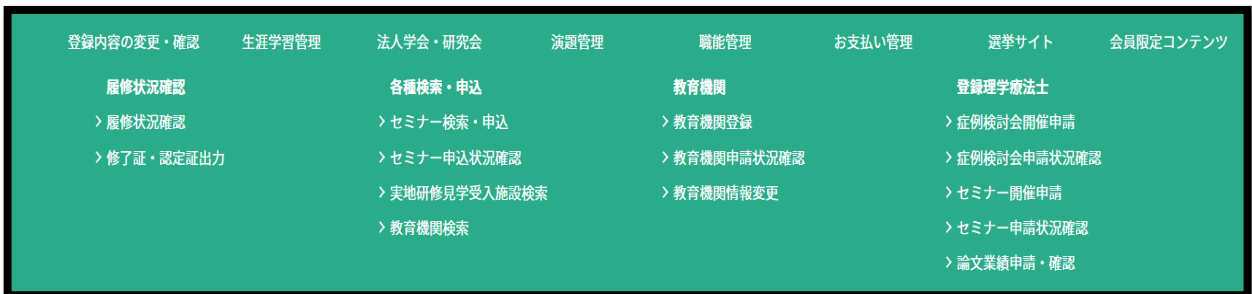 登録内容の変更・確認 生涯学習管理 法人学会・研究会 演題管理 職能管理 お支払い管理 選挙サイト 会員限定コンテンツ
履修状況確認
> 履修状況確認
> 修了証・認定証出力
各種検索・申込
> セミナー検索・申込
> セミナー申込状況確認
> 実地研修見学受入施設検索
> 教育機関検索
教育機関
> 教育機関登録
> 教育機関申請状況確認
> 教育機関情報変更
登録理学療法士
> 症例検討会開催申請
> 症例検討会申請状況確認
> セミナー開催申請
> セミナー申請状況確認
> 論文業績申請・確認